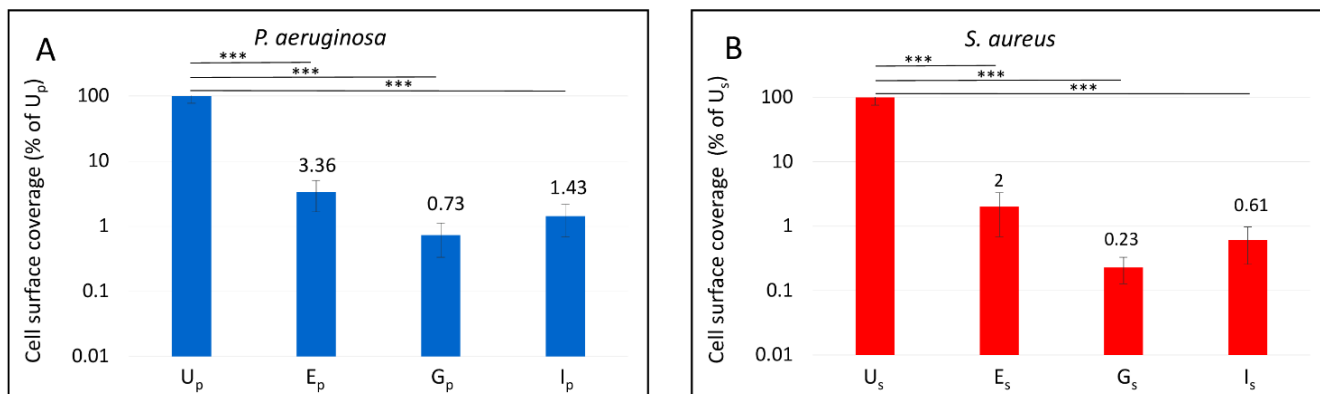 A
P. aeruginosa
***
***
***
Cell surface coverage (% of Up)
100
10
1
0.1
0.01
3.36
0.73
1.43
Up
Ep
Gp
Ip
B
S. aureus
***
***
***
Cell surface coverage (% of Us)
100
10
1
0.1
0.01
2
0.23
0.61
Us
Es
Gs
Is